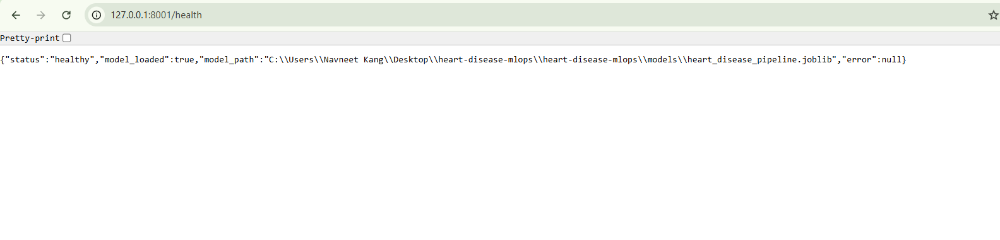 127.0.0.1:8001/health
Pretty-print
{"status":"healthy","model_loaded":true,"model_path":"C:\\Users\\Navneet Kang\\Desktop\\heart-disease-mlops\\heart-disease-mlops\\models\\heart_disease_pipeline.joblib","error":null}